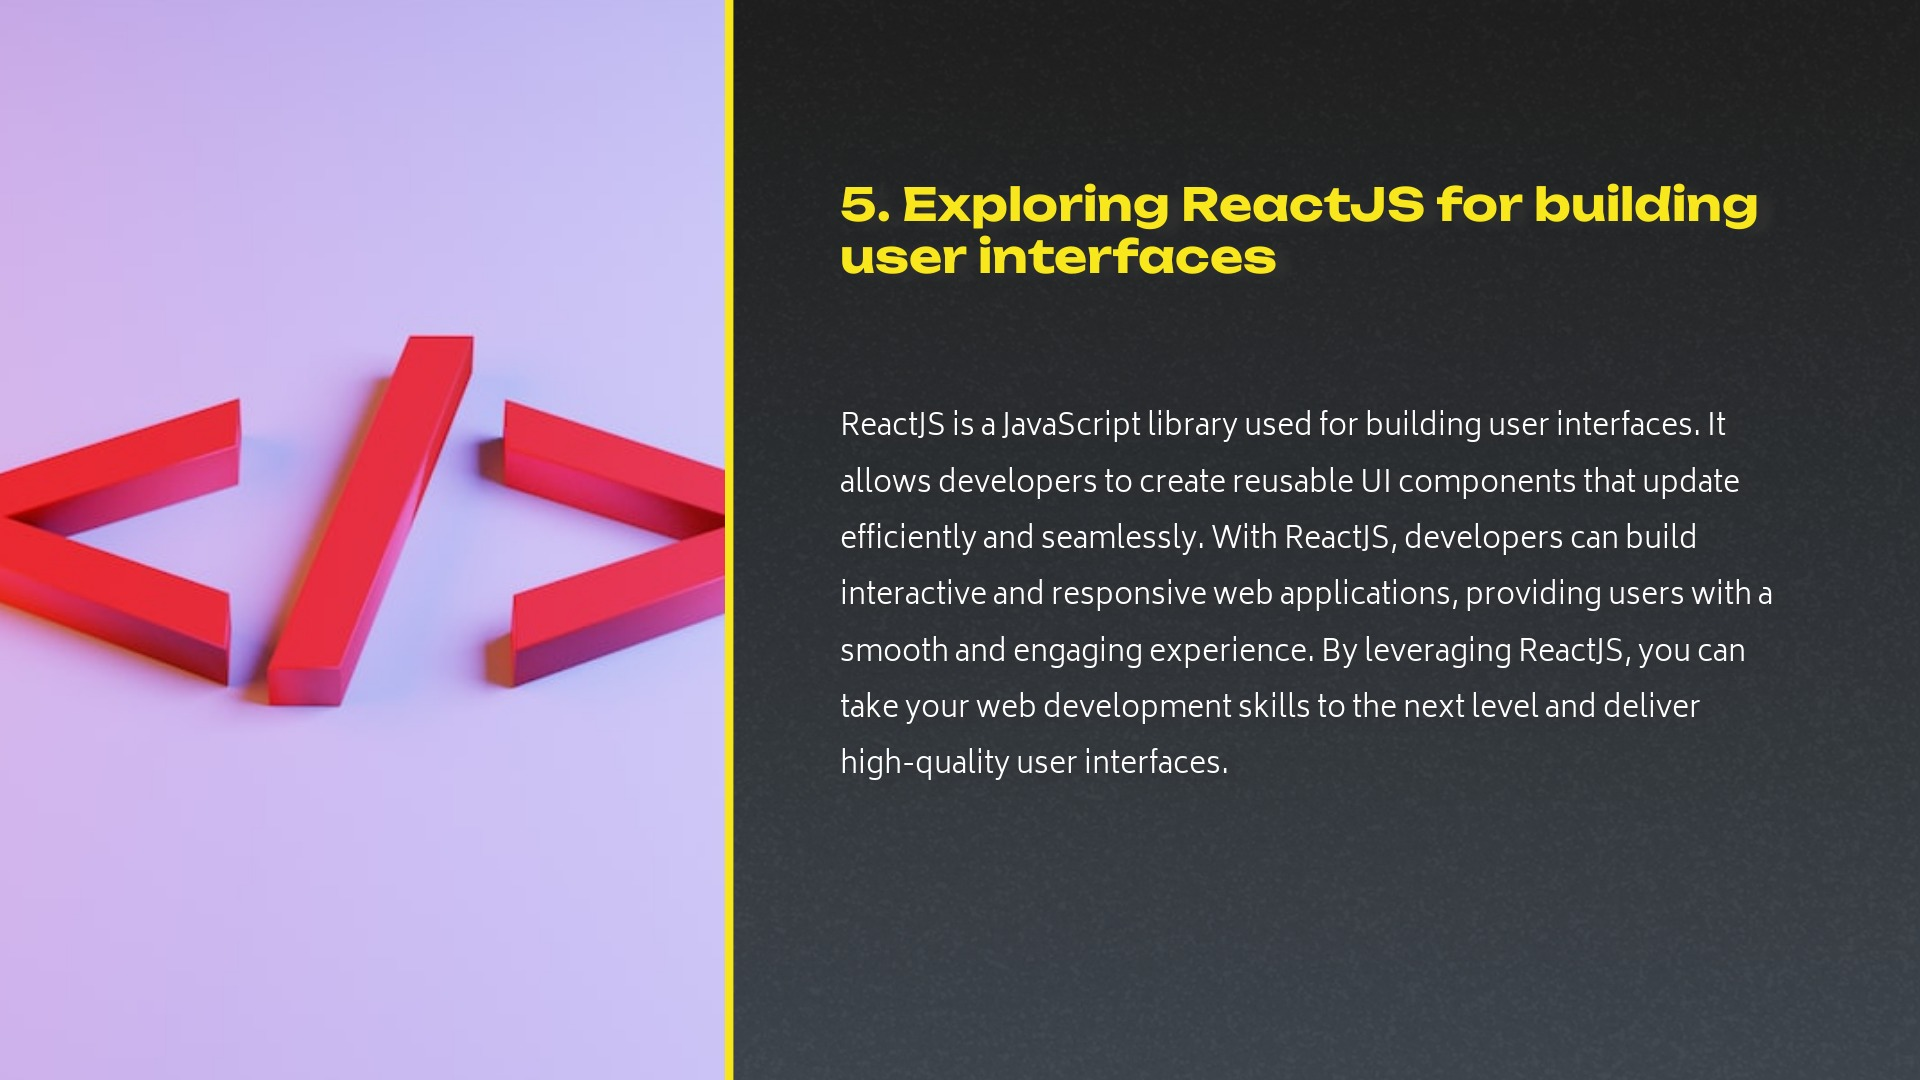 5. Exploring ReactJS for building
user interfaces
ReactJS is a JavaScript library used for building user interfaces. It
allows developers to create reusable UI components that update
efficiently and seamlessly. With ReactJS, developers can build
interactive and responsive web applications, providing users with a
smooth and engaging experience. By leveraging ReactJS, you can
take your web development skills to the next level and deliver
high-quality user interfaces.